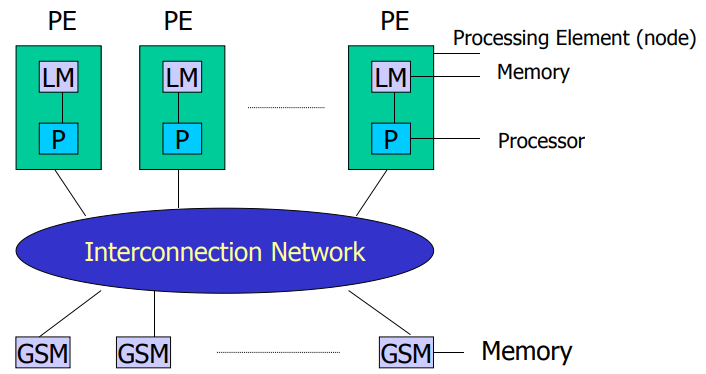 PE
PE
PE
Processing Element (node)
LM
LM
LM
Memory
P
P
P
Processor
Interconnection Network
GSM
GSM
GSM
Memory